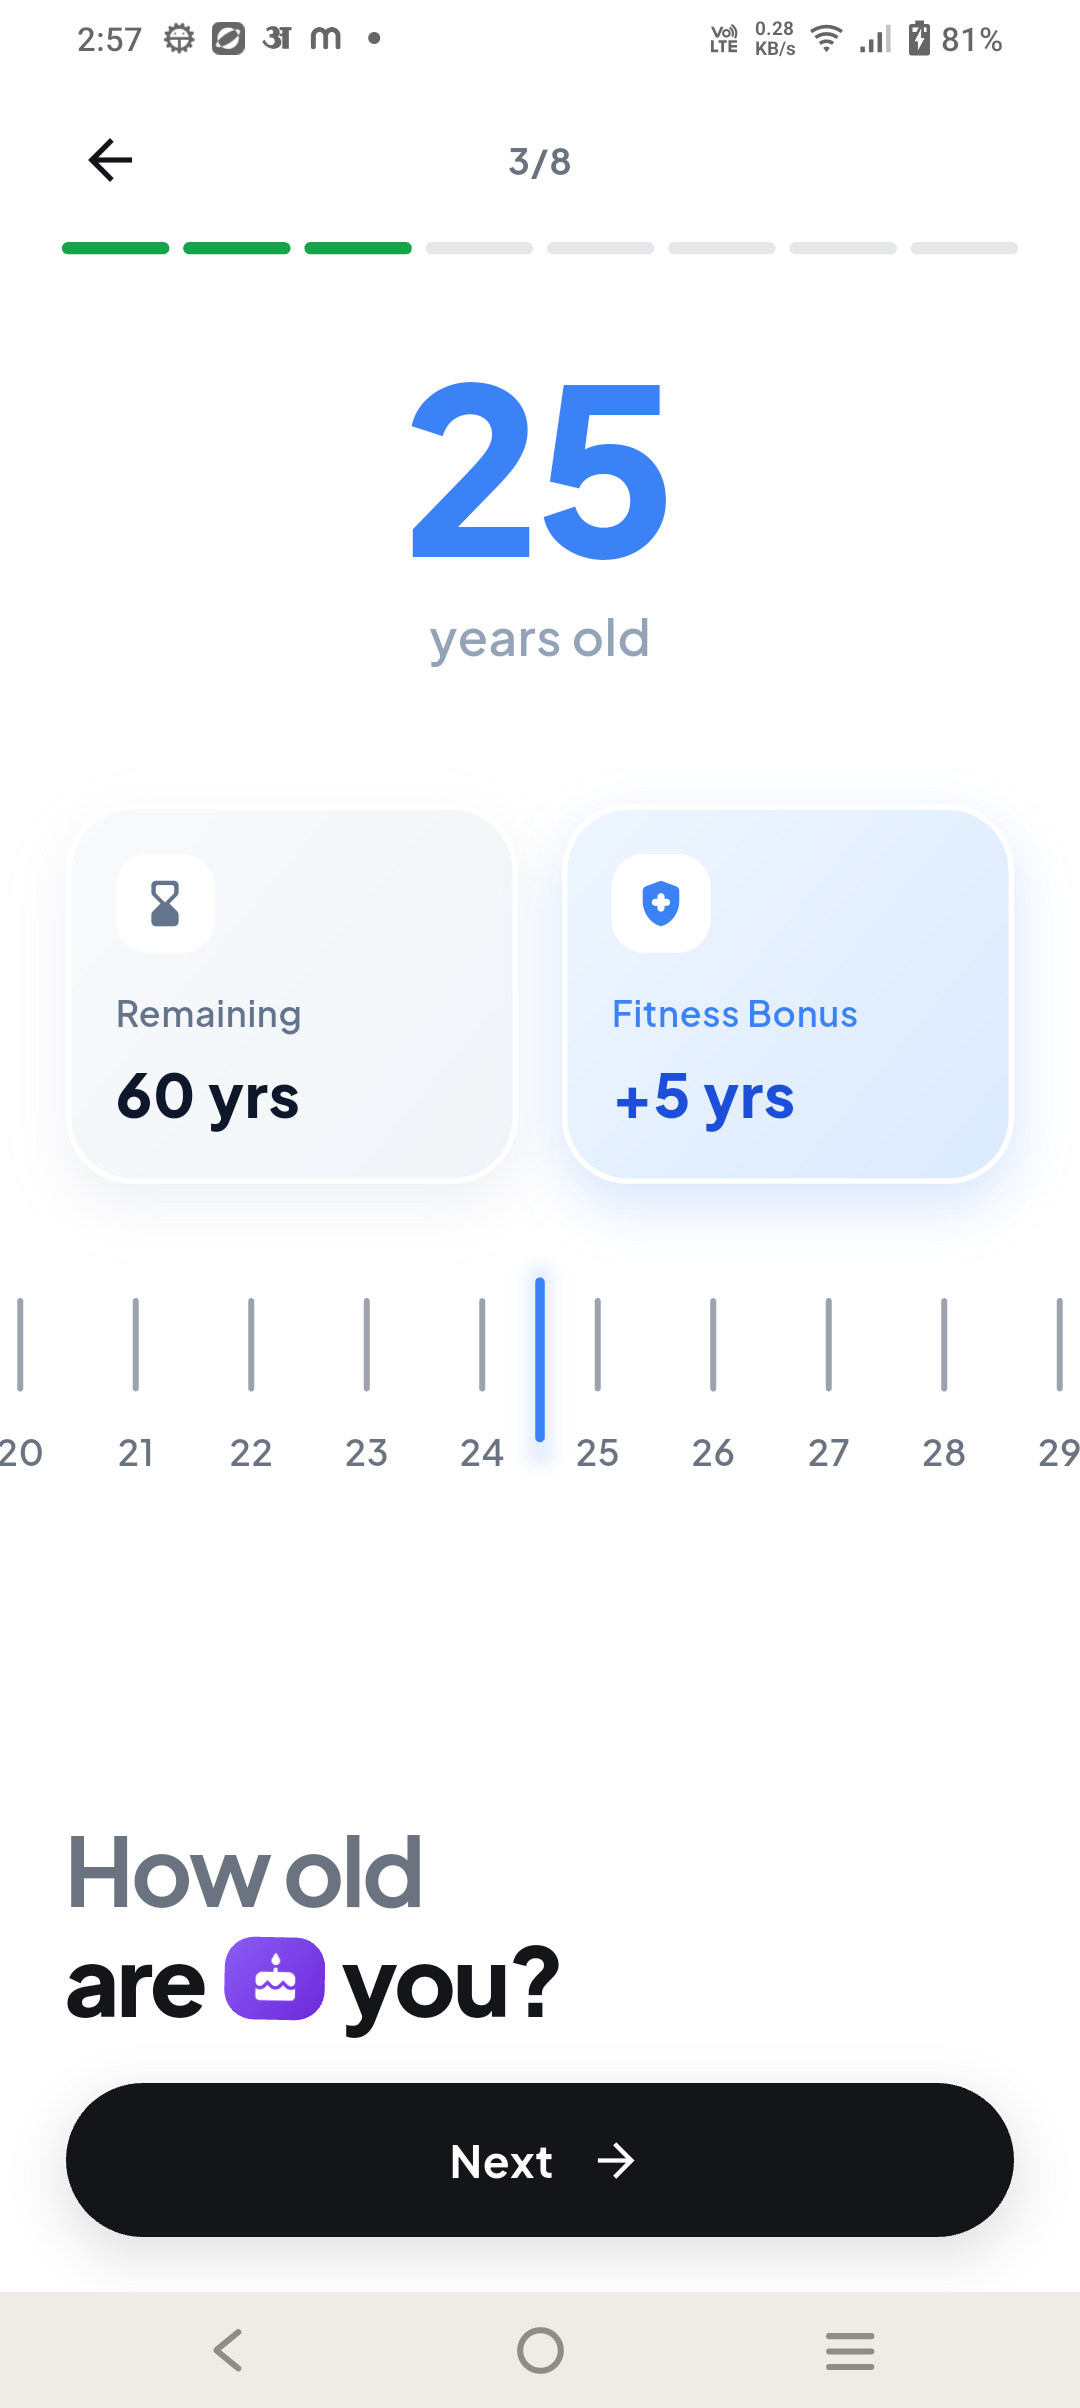 2:57 अ m VoLTE 0.28 KB/s 81%
3/8
25
years old
Remaining
60 yrs
Fitness Bonus
+5 yrs
20 21 22 23 24 25 26 27 28 29
How old
are you?
Next